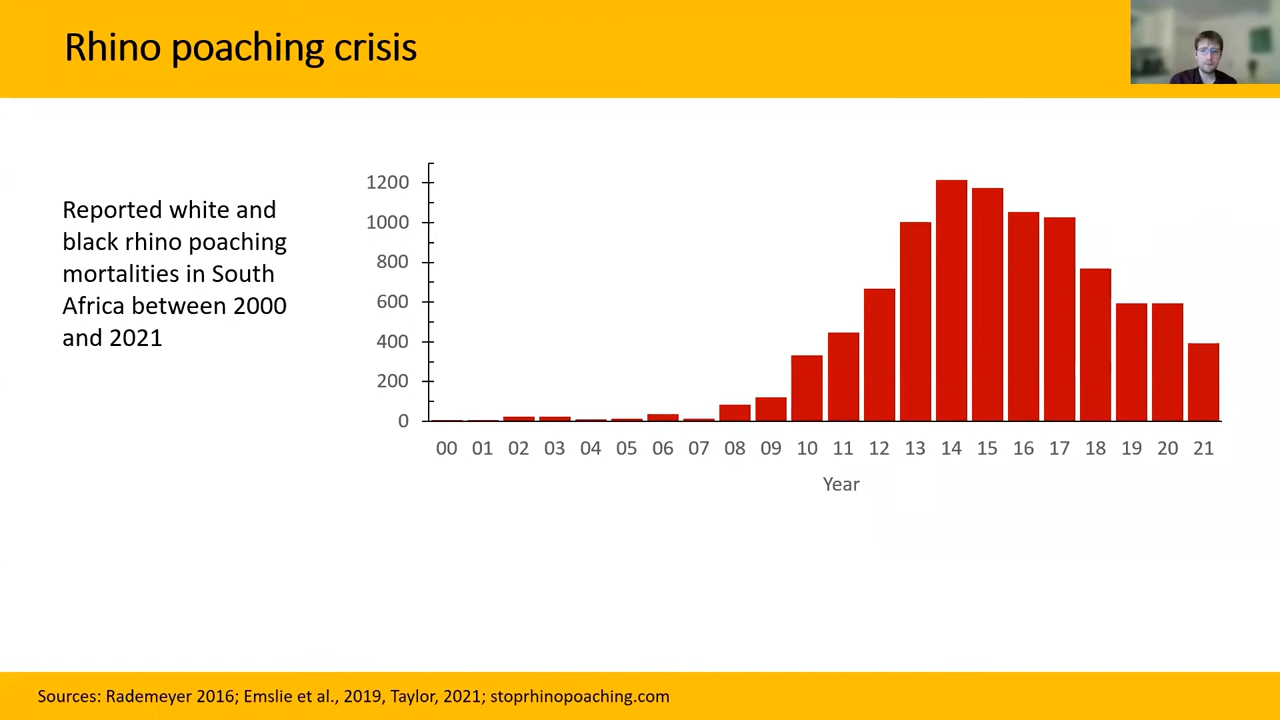 Rhino poaching crisis
Reported white and
black rhino poaching
mortalities in South
Africa between 2000
and 2021
1200
1000
800
600
400
200
0
00 01 02 03 04 05 06 07 08 09 10 11 12 13 14 15 16 17 18 19 20 21
Year
Sources: Rademeyer 2016; Emslie et al., 2019, Taylor, 2021; stoprhinopoaching.com